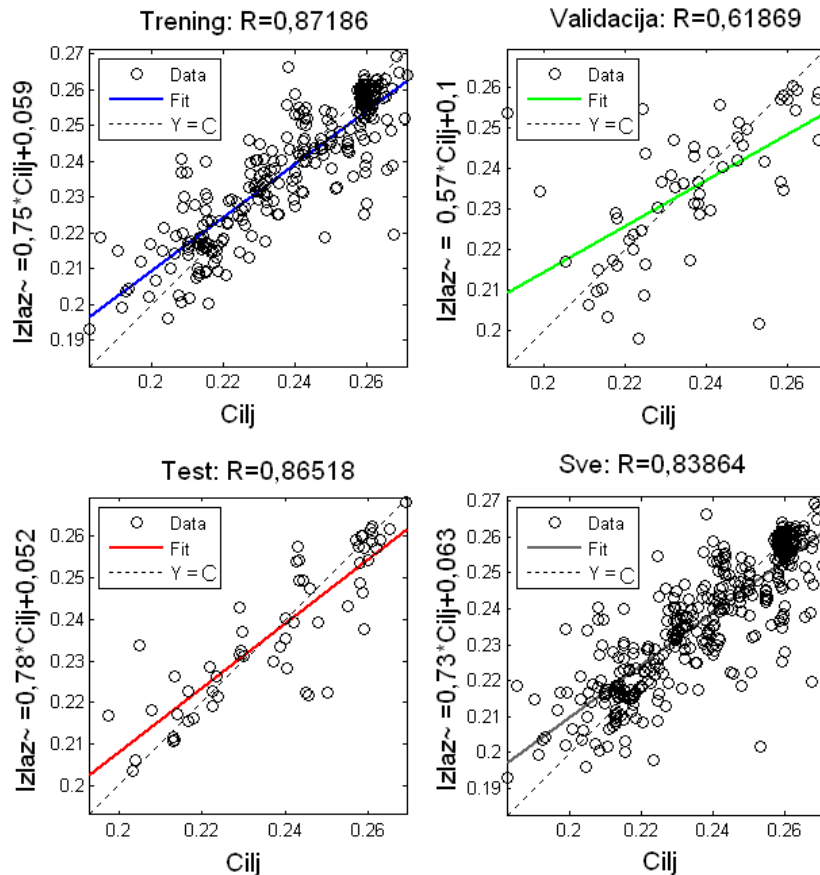 Trening: R=0,87186
Izlaz~ =0,75*Cilj+0,059
0.27
0.26
0.25
0.24
0.23
0.22
0.21
0.2
0.19
Data
Fit
Y = C
0.2
0.22
0.24
0.26
Cilj
Validacija: R=0,61869
Izlaz~ = 0,57*Cilj+0,1
0.26
0.25
0.24
0.23
0.22
0.21
0.2
Data
Fit
Y = C
0.2
0.22
0.24
0.26
Cilj
Test: R=0,86518
Izlaz~ =0,78*Cilj+0,052
0.26
0.25
0.24
0.23
0.22
0.21
0.2
Data
Fit
Y = C
0.2
0.22
0.24
0.26
Cilj
Sve: R=0,83864
Izlaz~ =0,73*Cilj+0,063
0.27
0.26
0.25
0.24
0.23
0.22
0.21
0.2
0.19
Data
Fit
Y = C
0.2
0.22
0.24
0.26
Cilj